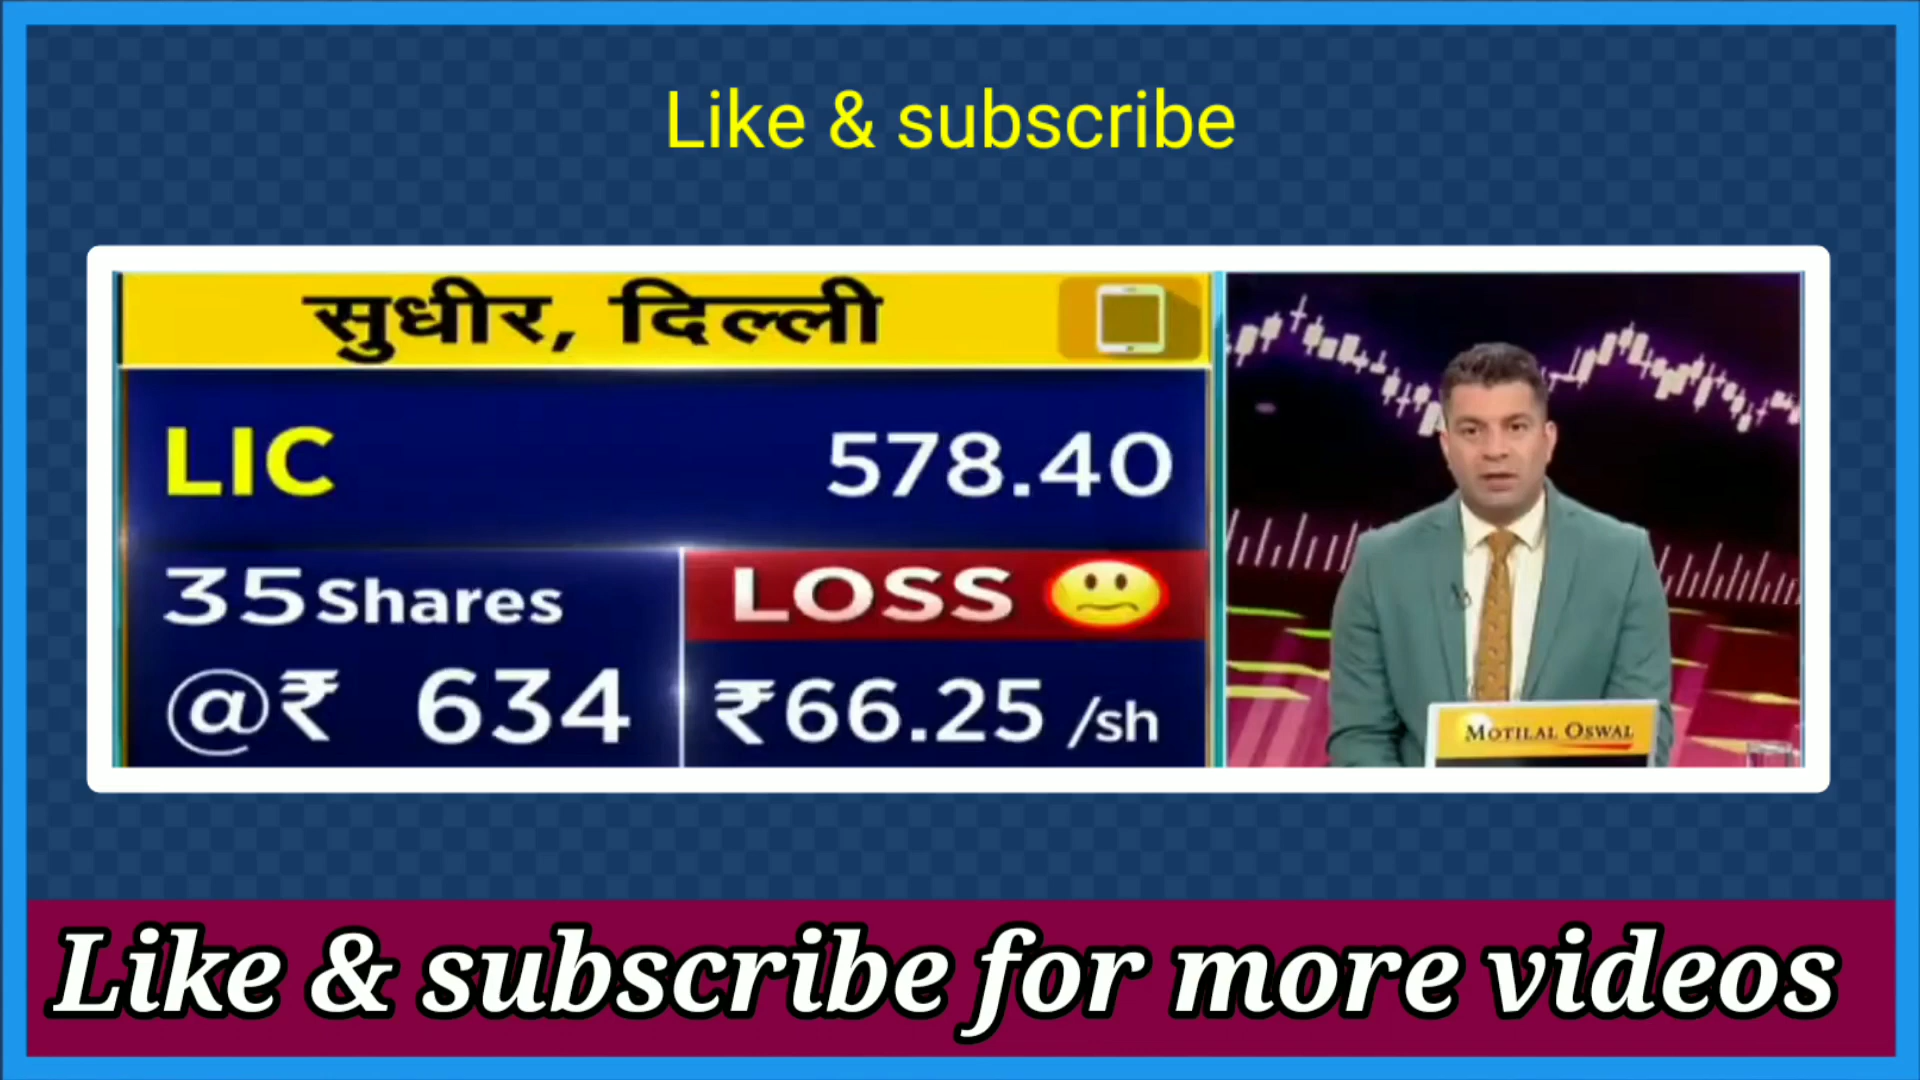 Like & subscribe
सुधीर, दिल्ली
LIC 578.40
35 Shares
@₹ 634
LOSS
₹66.25 /sh
MOTILAL OSWAL
Like & subscribe for more videos